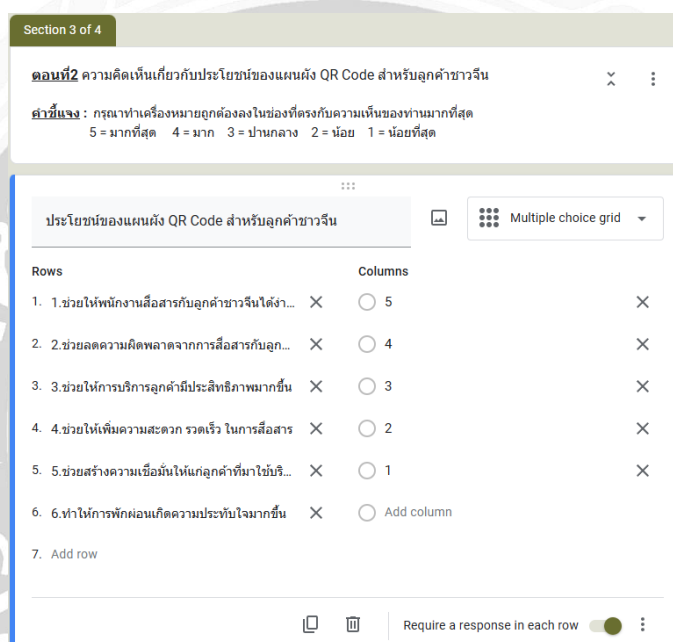 Section 3 of 4
ตอนที่2 ความคิดเห็นเกี่ยวกับประโยชน์ของแผนผัง QR Code สำหรับลูกค้าชาวจีน
คำชี้แจง : กรุณาทำเครื่องหมายถูกต้องลงในช่องที่ตรงกับความเห็นของท่านมากที่สุด
5 = มากที่สุด 4 = มาก 3 = ปานกลาง 2 = น้อย 1 = น้อยที่สุด
ประโยชน์ของแผนผัง QR Code สำหรับลูกค้าชาวจีน
Multiple choice grid
Rows Columns
1. 1.ช่วยให้พนักงานสื่อสารกับลูกค้าชาวจีนได้ง่า... 5
2. 2.ช่วยลดความผิดพลาดจากการสื่อสารกับลูก... 4
3. 3.ช่วยให้การบริการลูกค้ามีประสิทธิภาพมากขึ้น 3
4. 4.ช่วยให้เพิ่มความสะดวก รวดเร็ว ในการสื่อสาร 2
5. 5.ช่วยสร้างความเชื่อมั่นให้แก่ลูกค้าที่มาใช้บริ... 1
6. 6.ทำให้การพักผ่อนเกิดความประทับใจมากขึ้น Add column
7. Add row
Require a response in each row